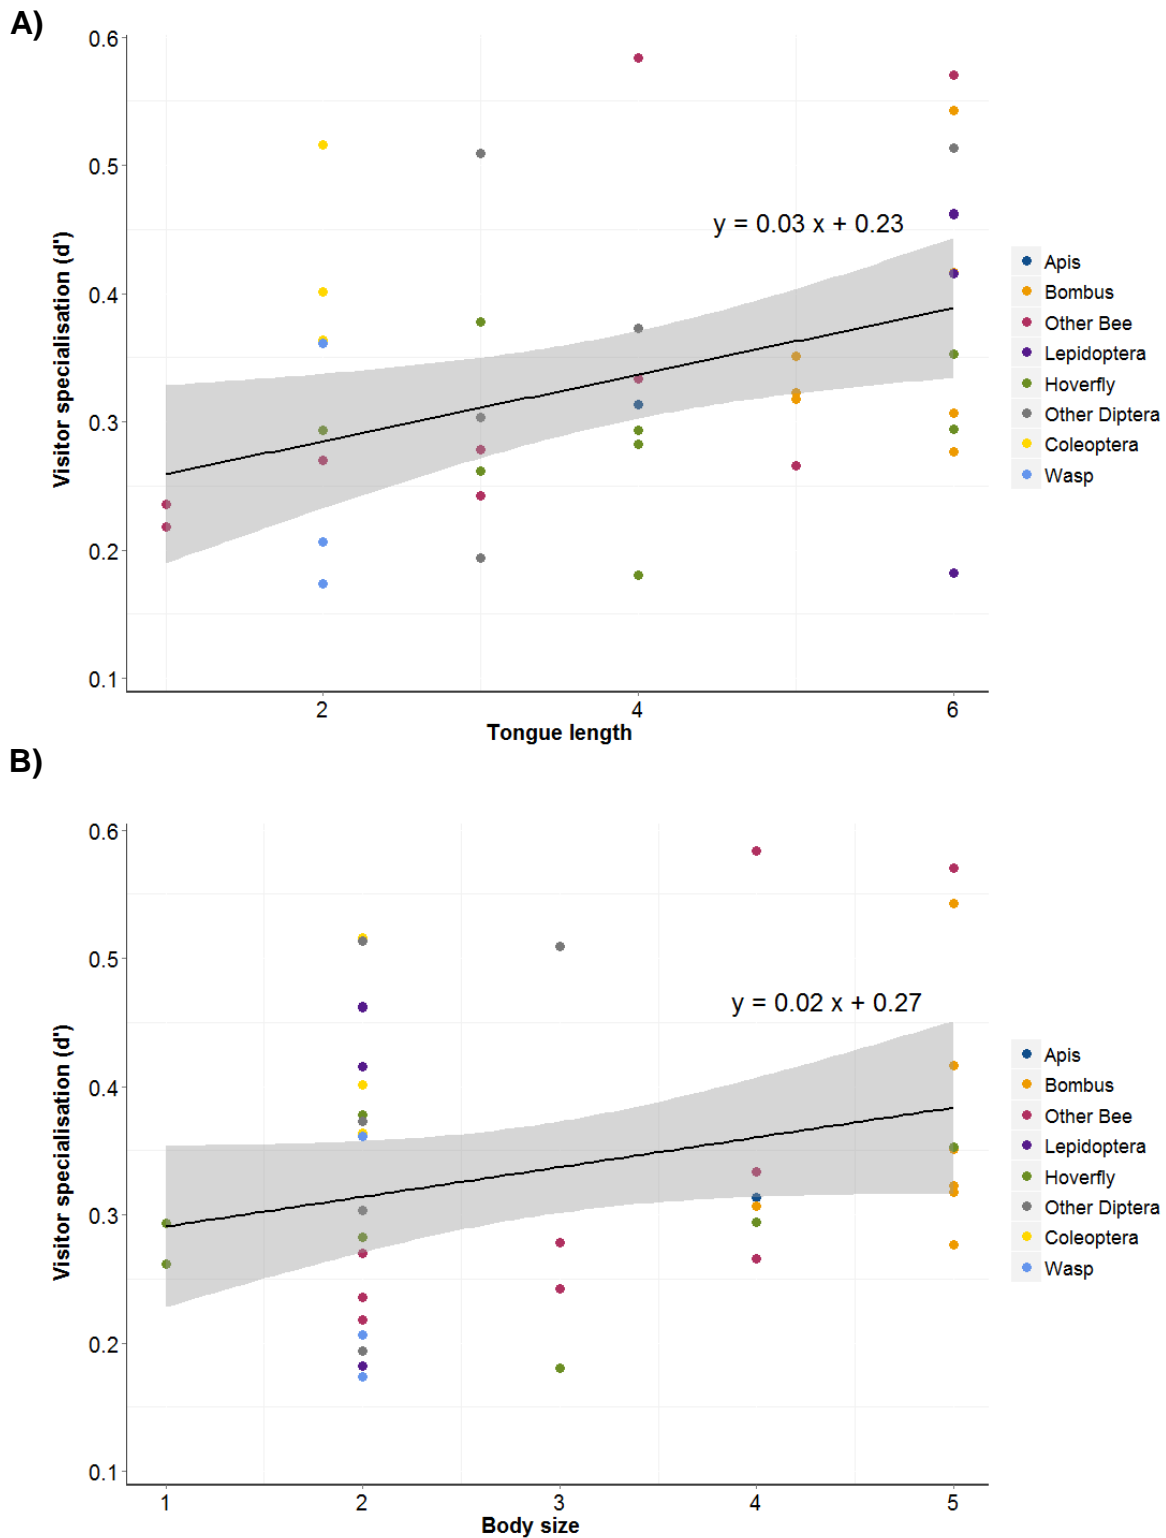 A)
0.6
0.5
0.4
0.3
0.2
0.1
Visitor specialisation (d')
y = 0.03 x + 0.23
2 4 6
Tongue length
Apis
Bombus
Other Bee
Lepidoptera
Hoverfly
Other Diptera
Coleoptera
Wasp
B)
0.6
0.5
0.4
0.3
0.2
0.1
Visitor specialisation (d')
y = 0.02 x + 0.27
1 2 3 4 5
Body size
Apis
Bombus
Other Bee
Lepidoptera
Hoverfly
Other Diptera
Coleoptera
Wasp